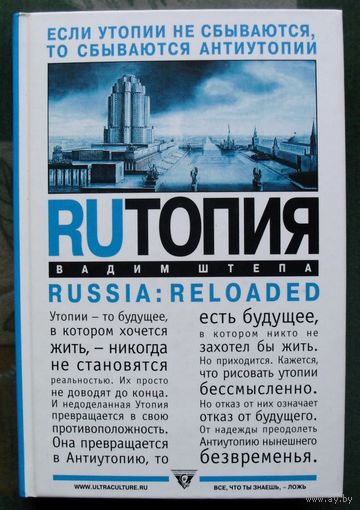 ЕСЛИ УТОПИИ НЕ СБЫВАЮТСЯ,
ТО СБЫВАЮТСЯ АНТИУТОПИИ
RUТОПИЯ
ВАДИМ ШТЕПА
RUSSIA: RELOADED
Утопии – то будущее,
в котором хочется
жить, – никогда
не становятся
реальностью. Их просто
не доводят до конца.
И недоделанная Утопия
превращается в свою
противоположность.
Она превращается
в Антиутопию, то
есть будущее,
в котором никто не
захотел бы жить.
Но приходится. Кажется,
что рисовать утопии
бессмысленно.
Но отказ от них означает
отказ от будущего.
От надежды преодолеть
Антиутопию нынешнего
безвременья.
WWW.ULTRACULTURE.RU
ВСЕ, ЧТО ТЫ ЗНАЕШЬ, – ЛОЖЬ
ay.by